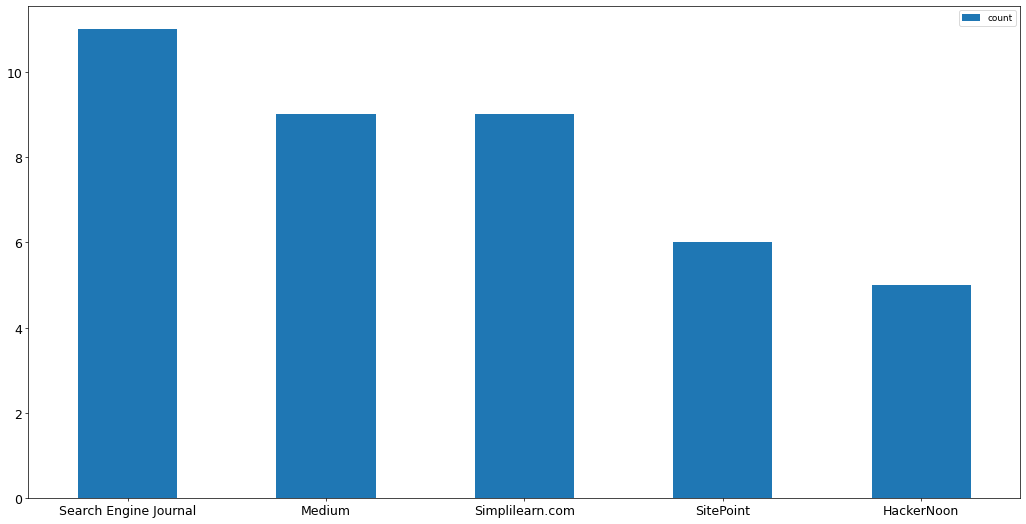 count
10
8
6
4
2
0
Search Engine Journal
Medium
Simplilearn.com
SitePoint
HackerNoon